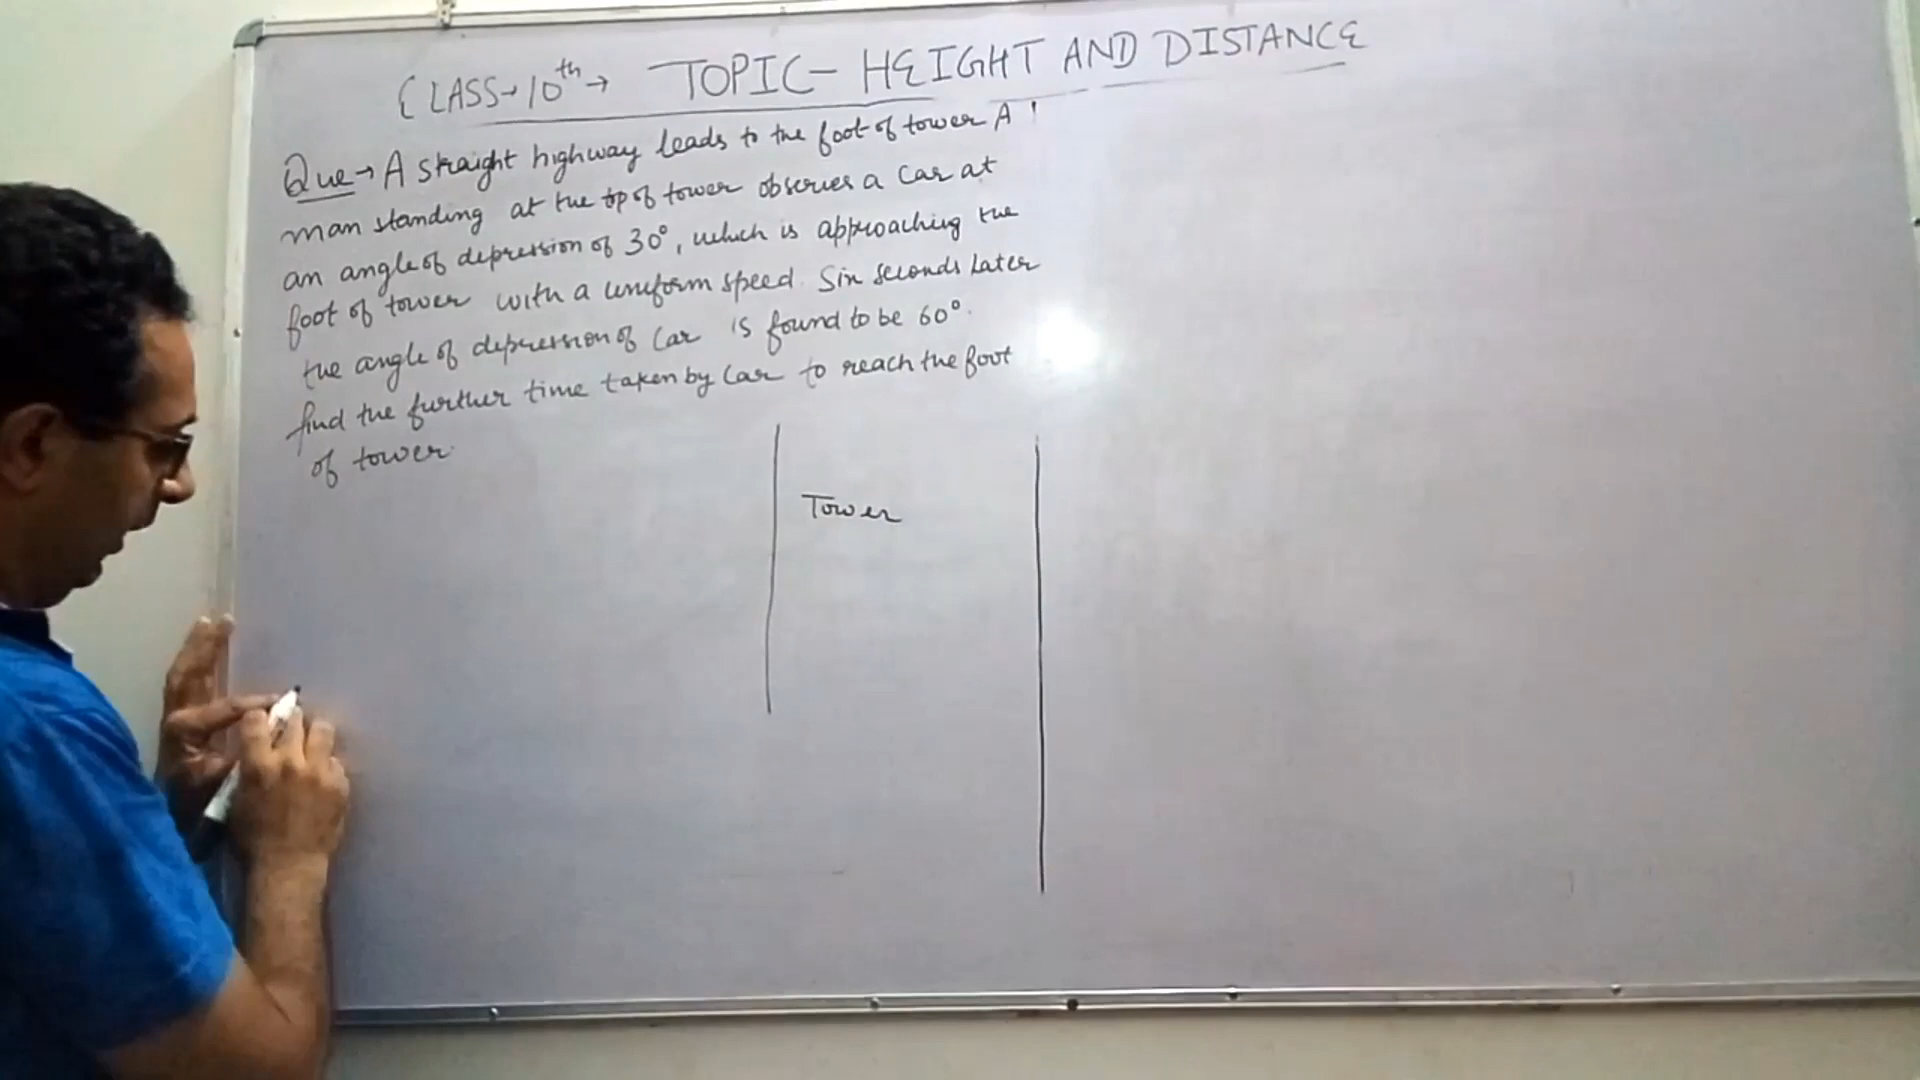 CLASS→10th→ TOPIC- HEIGHT AND DISTANCE
Que→ A straight highway leads to the foot of tower A
man standing at the top of tower observes a car at
an angle of depression of 30°, which is approaching the
foot of tower with a uniform speed. Six seconds Later
the angle of depression of Car is found to be 60°.
find the further time taken by Car to reach the foot
of tower.
Tower